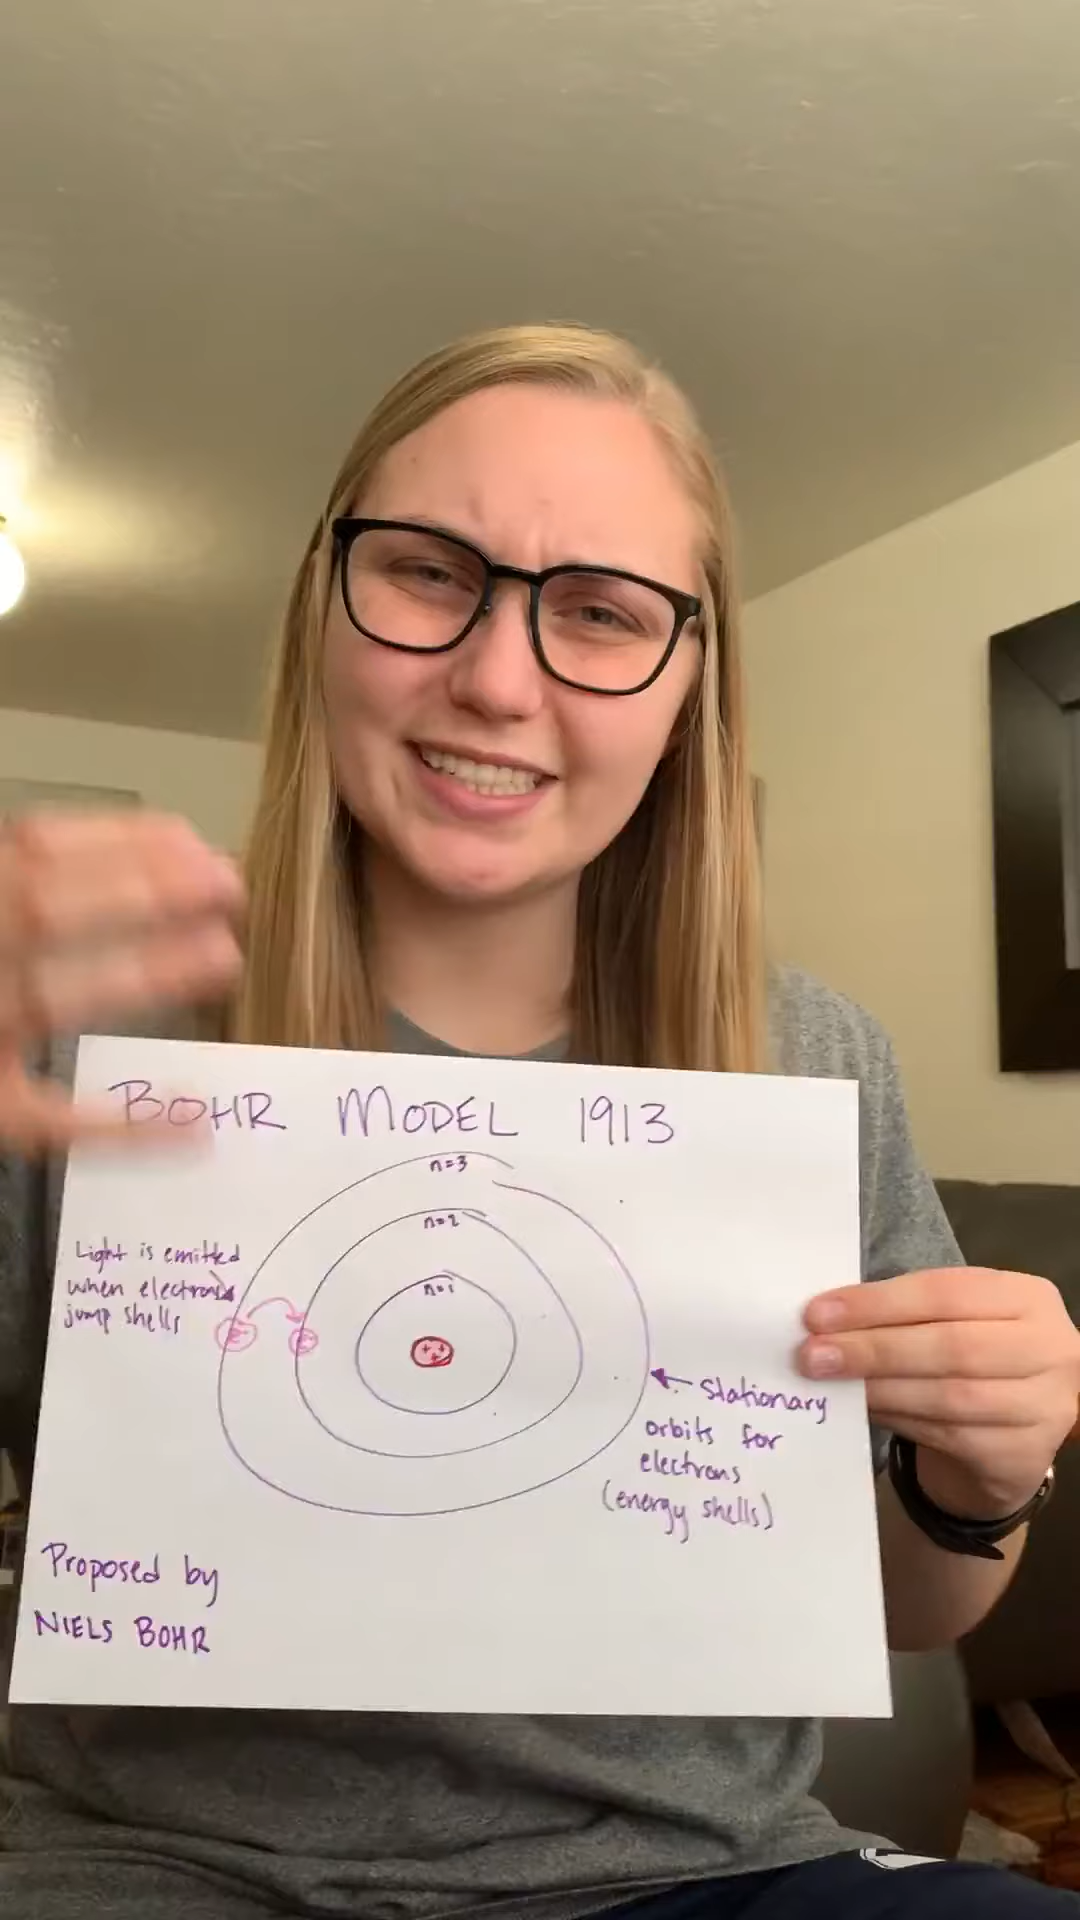 BOHR MODEL 1913
n=3
n=2
n=1
Light is emitted
when electrons
jump shells
e-
e-
+ +
+
stationary
orbits for
electrons
(energy shells)
Proposed by
NIELS BOHR